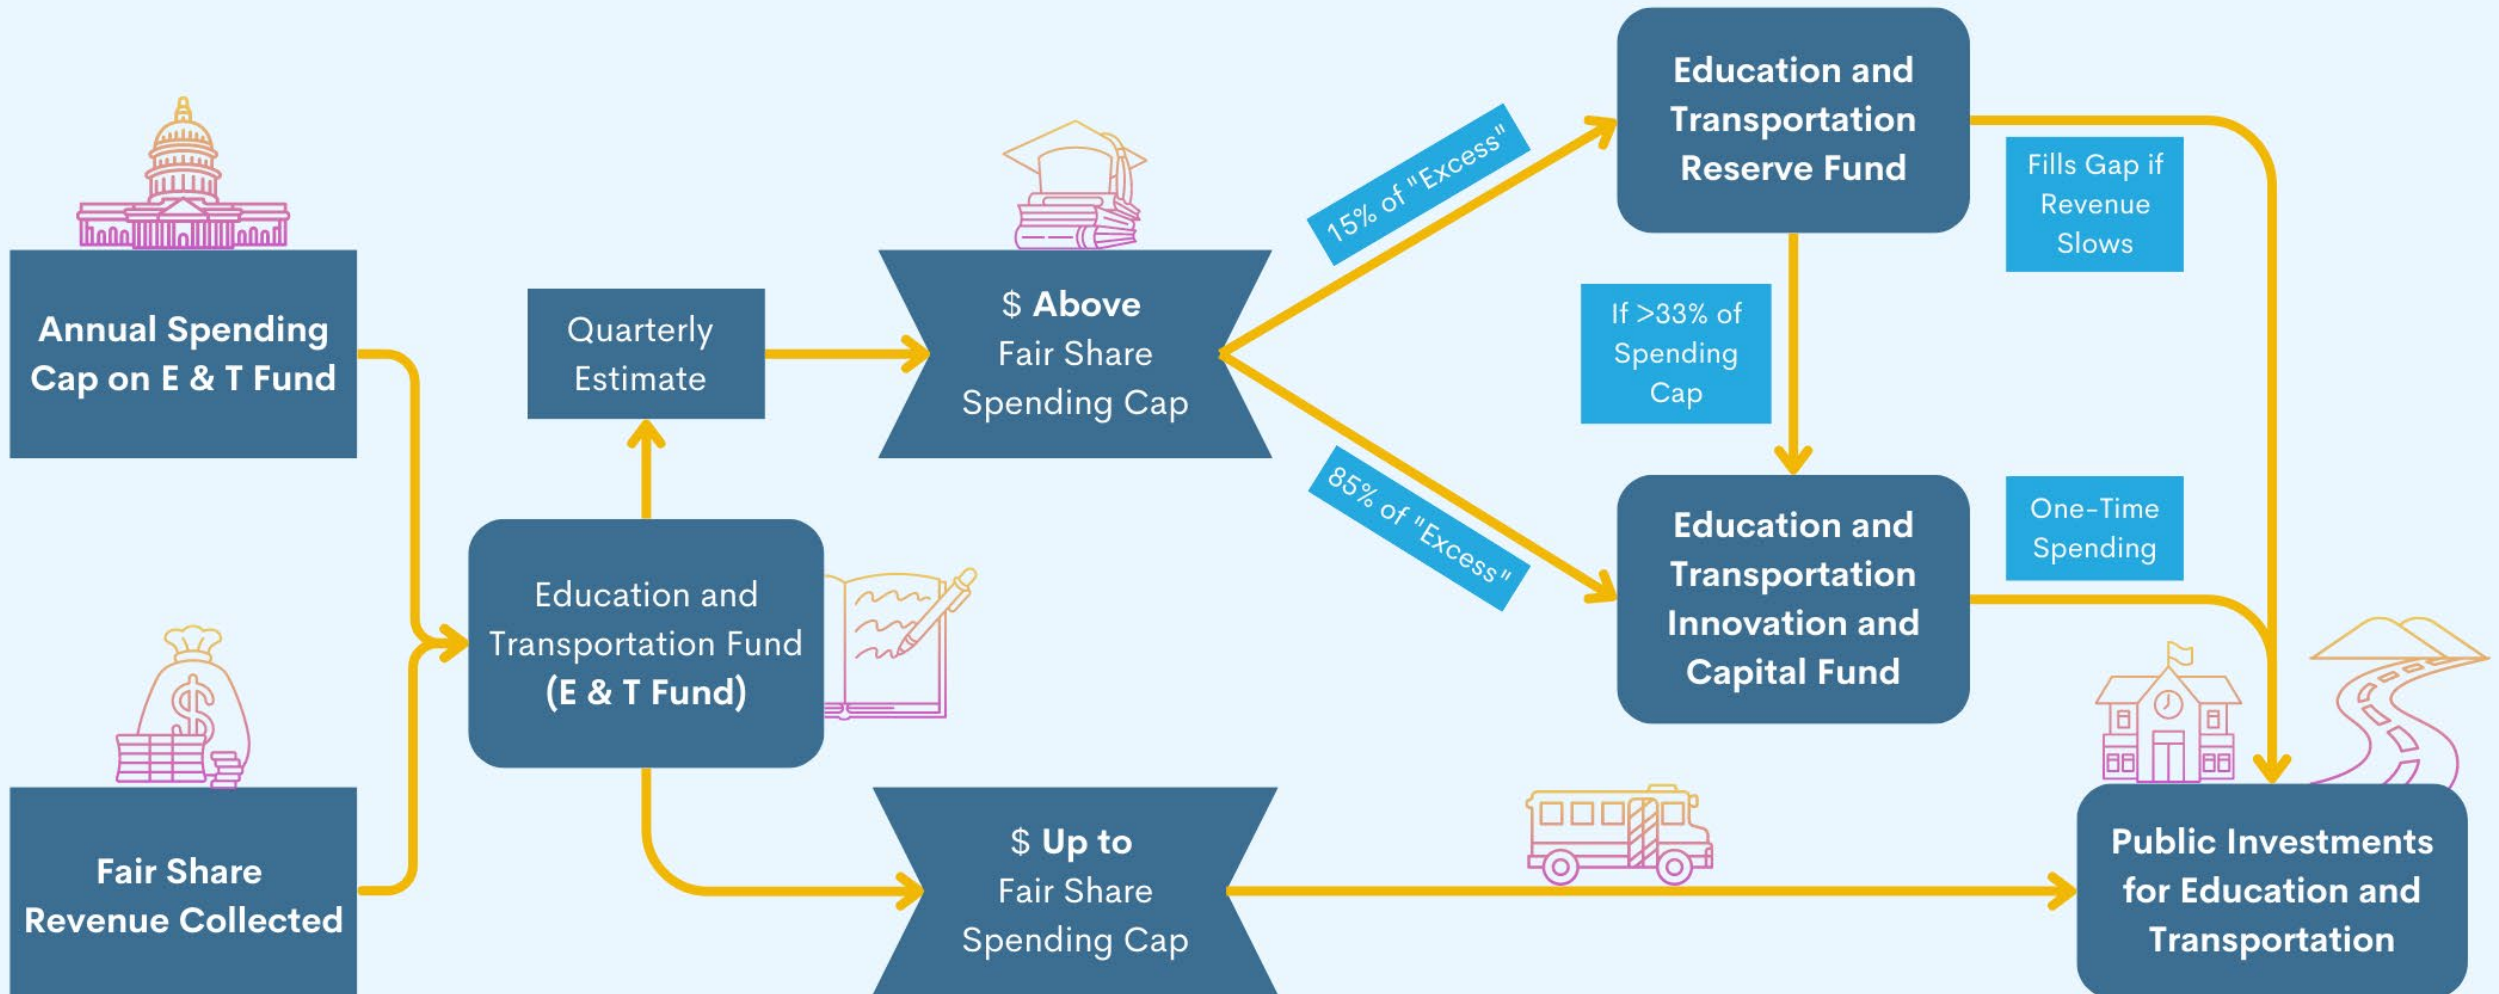 Annual Spending
Cap on E & T Fund
Fair Share
Revenue Collected
Quarterly
Estimate
Education and
Transportation Fund
(E & T Fund)
$ Above
Fair Share
Spending Cap
$ Up to
Fair Share
Spending Cap
15% of "Excess"
85% of "Excess"
Education and
Transportation
Reserve Fund
If >33% of
Spending
Cap
Education and
Transportation
Innovation and
Capital Fund
Fills Gap if
Revenue
Slows
One-Time
Spending
Public Investments
for Education and
Transportation